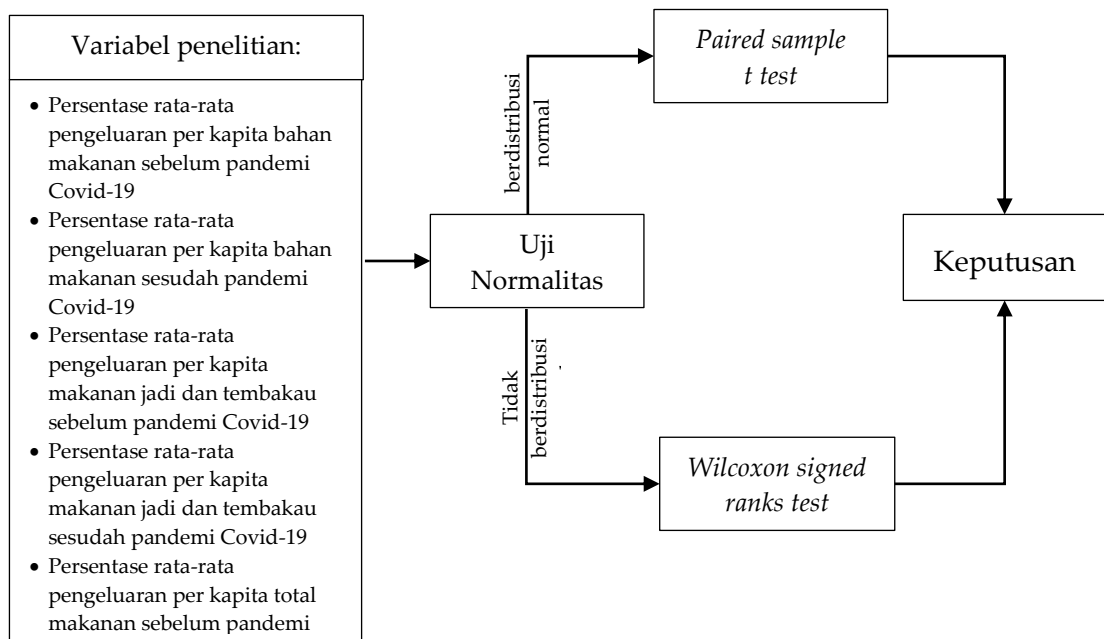 Variabel penelitian:
• Persentase rata-rata
pengeluaran per kapita bahan
makanan sebelum pandemi
Covid-19
• Persentase rata-rata
pengeluaran per kapita bahan
makanan sesudah pandemi
Covid-19
• Persentase rata-rata
pengeluaran per kapita
makanan jadi dan tembakau
sebelum pandemi Covid-19
• Persentase rata-rata
pengeluaran per kapita
makanan jadi dan tembakau
sesudah pandemi Covid-19
• Persentase rata-rata
pengeluaran per kapita total
makanan sebelum pandemi
Uji
Normalitas
berdistribusi
normal
Paired sample
t test
Tidak
berdistribusi
Wilcoxon signed
ranks test
Keputusan